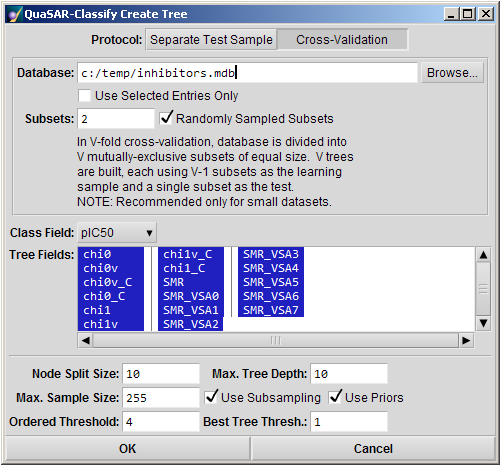 QuaSAR-Classify Create Tree
Protocol: Separate Test Sample Cross-Validation
Database: c:/temp/inhibitors.mdb Browse...
Use Selected Entries Only
Subsets: 2 Randomly Sampled Subsets
In V-fold cross-validation, database is divided into
V mutually-exclusive subsets of equal size. V trees
are built, each using V-1 subsets as the learning
sample and a single subset as the test.
NOTE: Recommended only for small datasets.
Class Field: pIC50
Tree Fields: chi0 chi1v_C SMR_VSA3
chi0v chi1_C SMR_VSA4
chi0v_C SMR SMR_VSA5
chi0_C SMR_VSA0 SMR_VSA6
chi1 SMR_VSA1 SMR_VSA7
chi1v SMR_VSA2
Node Split Size: 10 Max. Tree Depth: 10
Max. Sample Size: 255 Use Subsampling Use Priors
Ordered Threshold: 4 Best Tree Thresh.: 1
OK Cancel